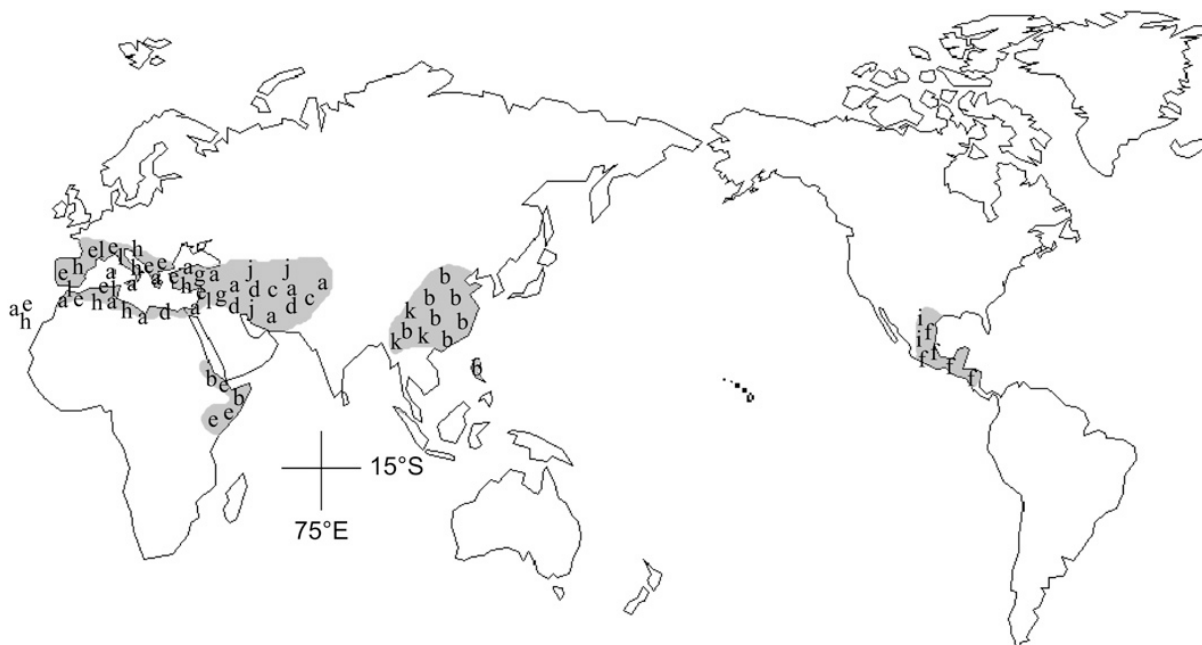 e l e h
l
e h a h e e a g a j j b
e l a a e h e a d c a a
a e l a e h a l g d d c b b
h h a d a j a k b b i
b k b k i f
f f f f
b
b e
b
e e
15°S
75°E